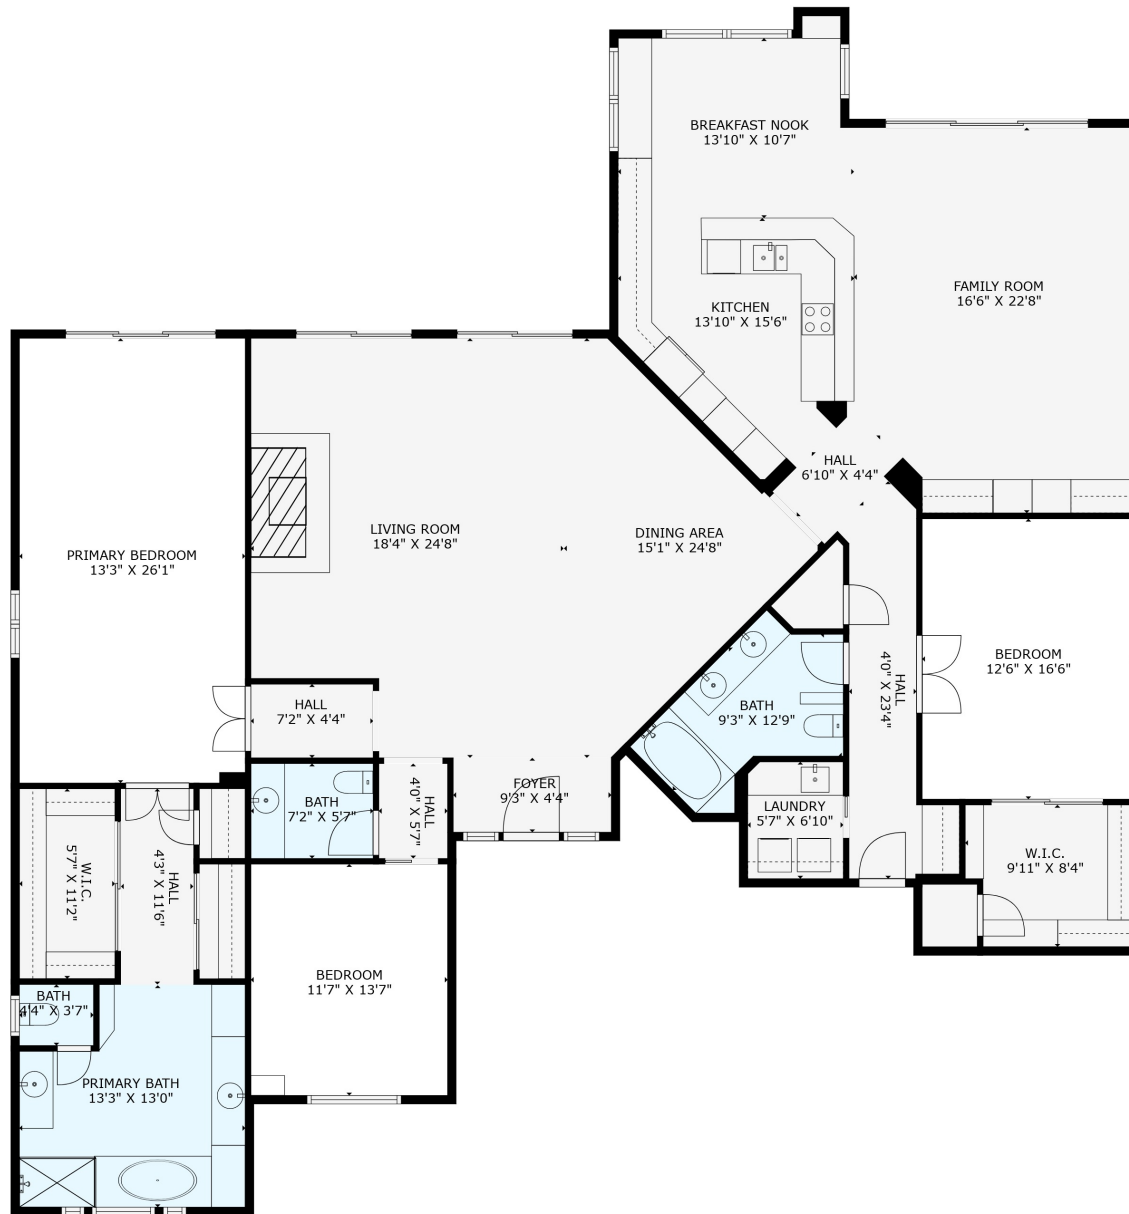 BREAKFAST NOOK
13'10" X 10'7"
FAMILY ROOM
16'6" X 22'8"
KITCHEN
13'10" X 15'6"
HALL
6'10" X 4'4"
LIVING ROOM
18'4" X 24'8"
DINING AREA
15'1" X 24'8"
PRIMARY BEDROOM
13'3" X 26'1"
BEDROOM
12'6" X 16'6"
HALL
4'0" X 23'4"
HALL
7'2" X 4'4"
BATH
9'3" X 12'9"
FOYER
9'3" X 4'4"
BATH
7'2" X 5'7"
HALL
4'0" X 5'7"
LAUNDRY
5'7" X 6'10"
W.I.C.
9'11" X 8'4"
W.I.C.
5'7" X 11'2"
HALL
4'3" X 11'6"
BEDROOM
11'7" X 13'7"
BATH
4'4" X 3'7"
PRIMARY BATH
13'3" X 13'0"